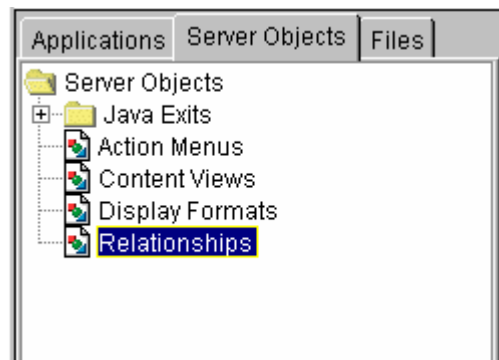 Applications Server Objects Files
Server Objects
Java Exits
Action Menus
Content Views
Display Formats
Relationships